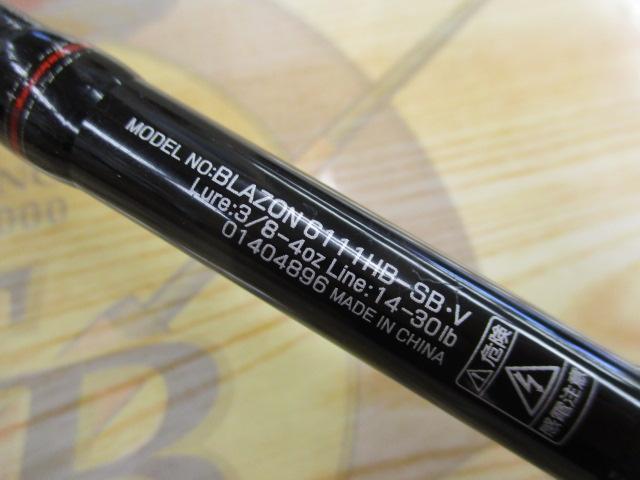 MODEL NO:BLAZON 6111HB-SB・V
Lure:3/8-4oz Line:14-30lb
01404896 MADE IN CHINA
危険
感電注意
000
B